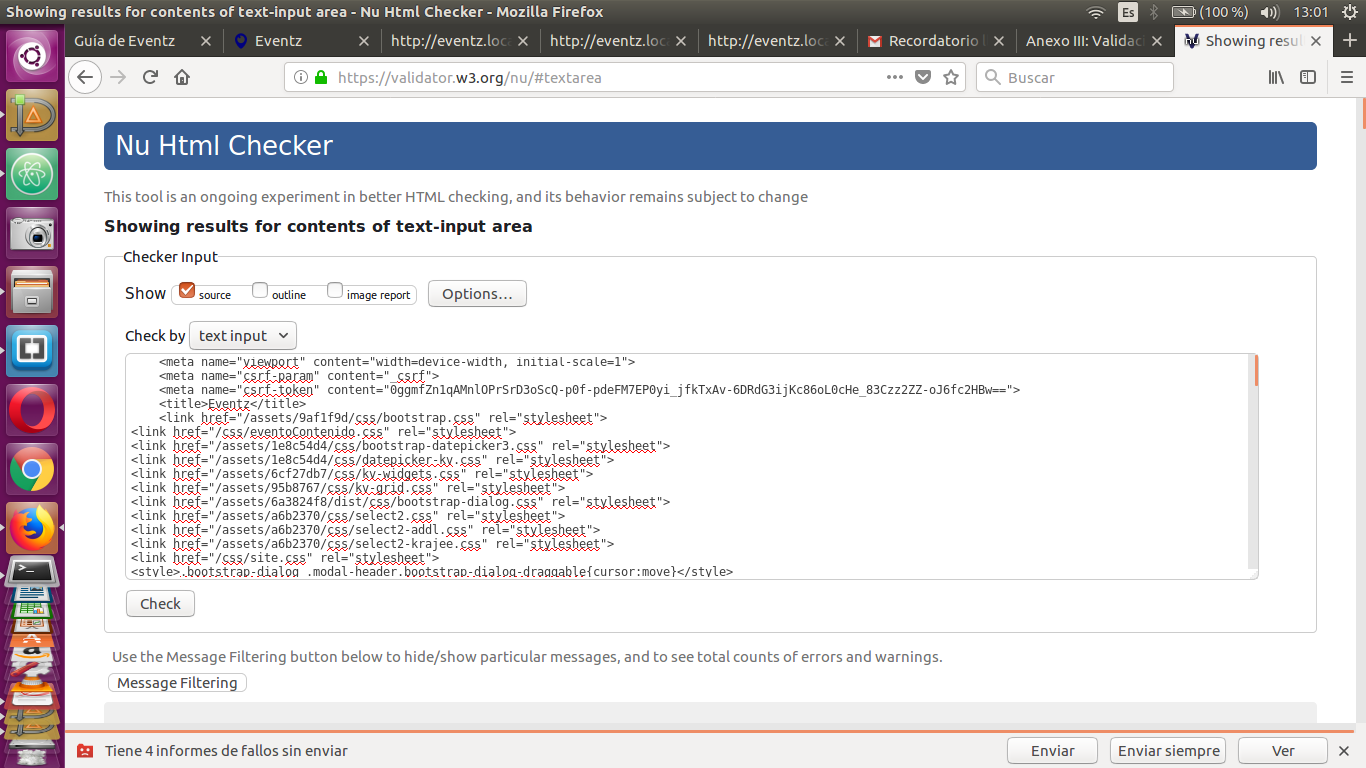 Showing results for contents of text-input area - Nu Html Checker - Mozilla Firefox
Es (100 %) 13:01
Guía de Eventz
Eventz
http://eventz.loca
http://eventz.loca
http://eventz.loca
Recordatorio
Anexo III: Validaci
Showing resul
https://validator.w3.org/nu/#textarea
Buscar
Nu Html Checker
This tool is an ongoing experiment in better HTML checking, and its behavior remains subject to change
Showing results for contents of text-input area
Checker Input
Show source outline image report Options...
Check by text input
<meta name="viewport" content="width=device-width, initial-scale=1">
<meta name="csrf-param" content="_csrf">
<meta name="csrf-token" content="0ggmfZn1qAMnlOPrSrD3oScQ-p0f-pdeFM7EP0yi_jfkTxAv-6DRdG3ijKc86oL0cHe_83Czz2ZZ-oJ6fc2HBw==">
<title>Eventz</title>
<link href="/assets/9af1f9d/css/bootstrap.css" rel="stylesheet">
<link href="/css/eventoContenido.css" rel="stylesheet">
<link href="/assets/1e8c54d4/css/bootstrap-datepicker3.css" rel="stylesheet">
<link href="/assets/1e8c54d4/css/datepicker-kv.css" rel="stylesheet">
<link href="/assets/6cf27db7/css/kv-widgets.css" rel="stylesheet">
<link href="/assets/95b8767/css/kv-grid.css" rel="stylesheet">
<link href="/assets/6a3824f8/dist/css/bootstrap-dialog.css" rel="stylesheet">
<link href="/assets/a6b2370/css/select2.css" rel="stylesheet">
<link href="/assets/a6b2370/css/select2-addl.css" rel="stylesheet">
<link href="/assets/a6b2370/css/select2-krajee.css" rel="stylesheet">
<link href="/css/site.css" rel="stylesheet">
<style>.bootstrap-dialog .modal-header.bootstrap-dialog-draggable{cursor:move}</style>
Check
Use the Message Filtering button below to hide/show particular messages, and to see total counts of errors and warnings.
Message Filtering
Tiene 4 informes de fallos sin enviar
Enviar
Enviar siempre
Ver